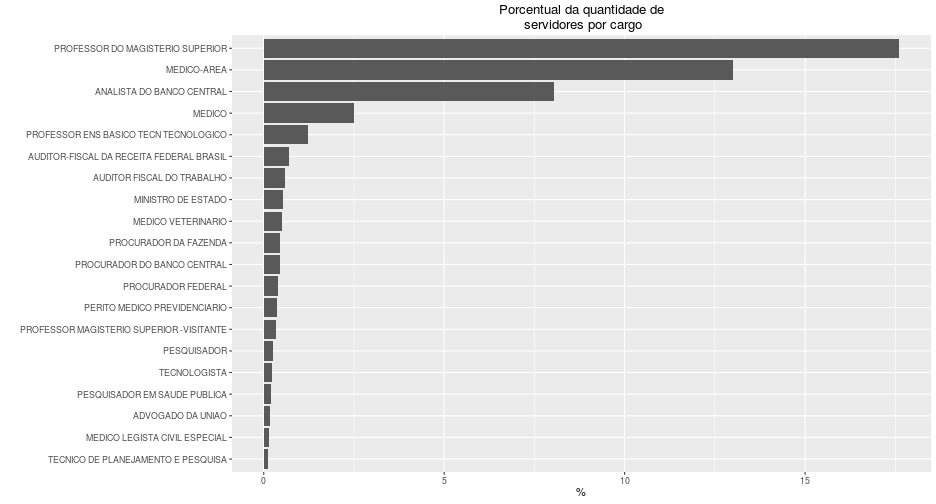 Porcentual da quantidade de
servidores por cargo
PROFESSOR DO MAGISTERIO SUPERIOR
MEDICO-AREA
ANALISTA DO BANCO CENTRAL
MEDICO
PROFESSOR ENS BASICO TECN TECNOLOGICO
AUDITOR-FISCAL DA RECEITA FEDERAL BRASIL
AUDITOR FISCAL DO TRABALHO
MINISTRO DE ESTADO
MEDICO VETERINARIO
PROCURADOR DA FAZENDA
PROCURADOR DO BANCO CENTRAL
PROCURADOR FEDERAL
PERITO MEDICO PREVIDENCIARIO
PROFESSOR MAGISTERIO SUPERIOR -VISITANTE
PESQUISADOR
TECNOLOGISTA
PESQUISADOR EM SAUDE PUBLICA
ADVOGADO DA UNIAO
MEDICO LEGISTA CIVIL ESPECIAL
TECNICO DE PLANEJAMENTO E PESQUISA
0 5 10 15
%